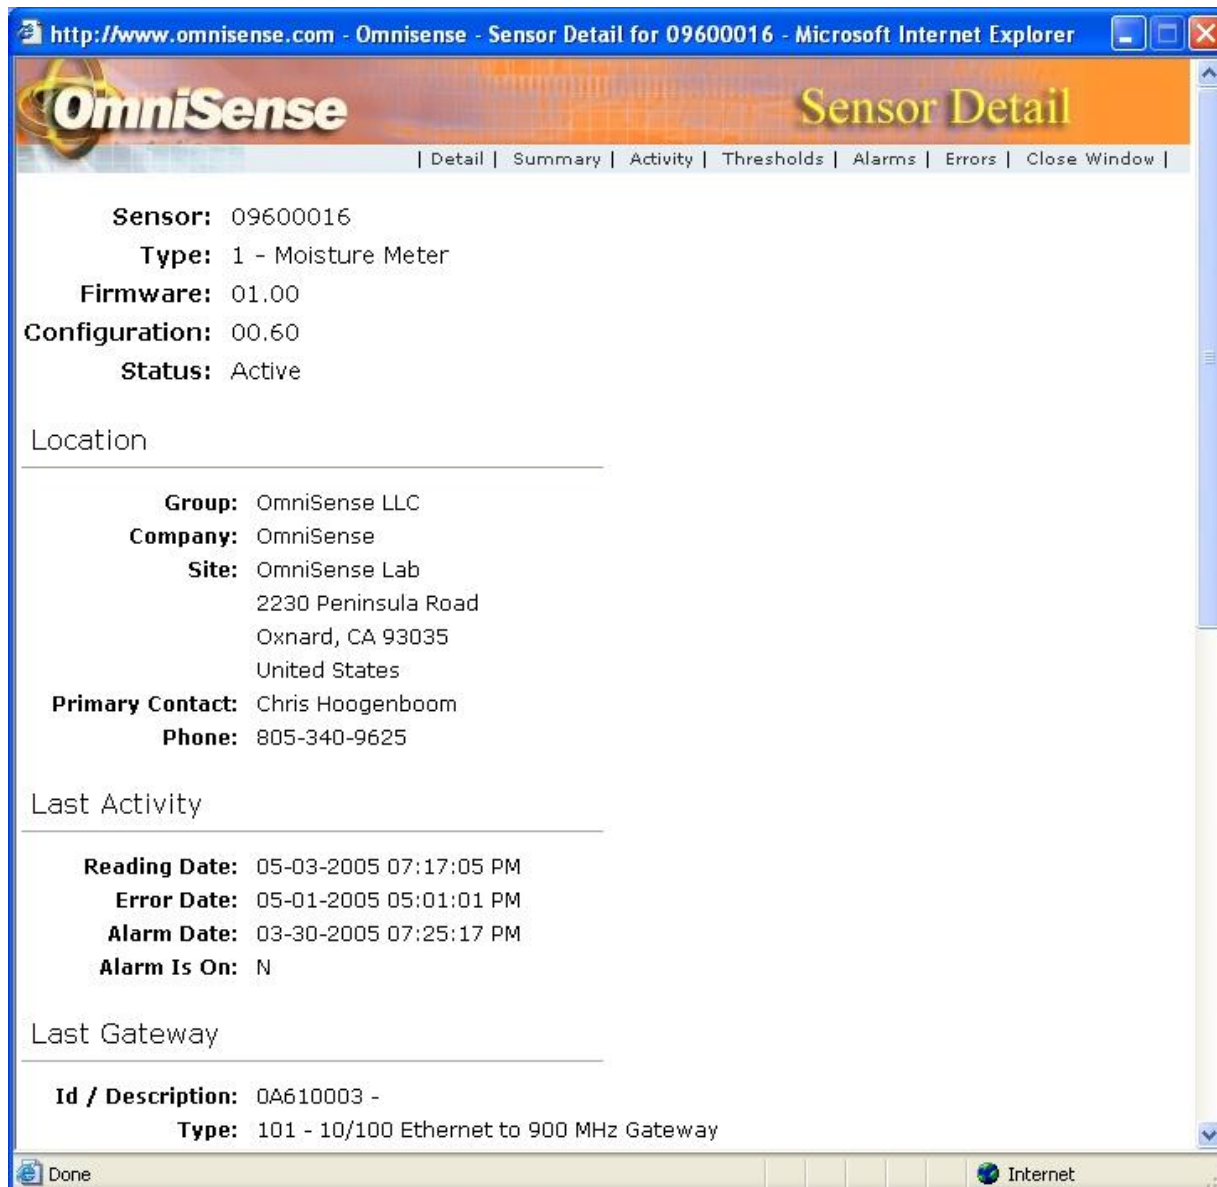 http://www.omnisense.com - Omnisense - Sensor Detail for 09600016 - Microsoft Internet Explorer
OmniSense
Sensor Detail
| Detail | Summary | Activity | Thresholds | Alarms | Errors | Close Window |
Sensor: 09600016
Type: 1 - Moisture Meter
Firmware: 01.00
Configuration: 00.60
Status: Active
Location
Group: OmniSense LLC
Company: OmniSense
Site: OmniSense Lab
2230 Peninsula Road
Oxnard, CA 93035
United States
Primary Contact: Chris Hoogenboom
Phone: 805-340-9625
Last Activity
Reading Date: 05-03-2005 07:17:05 PM
Error Date: 05-01-2005 05:01:01 PM
Alarm Date: 03-30-2005 07:25:17 PM
Alarm Is On: N
Last Gateway
Id / Description: 0A610003 -
Type: 101 - 10/100 Ethernet to 900 MHz Gateway
Done
Internet